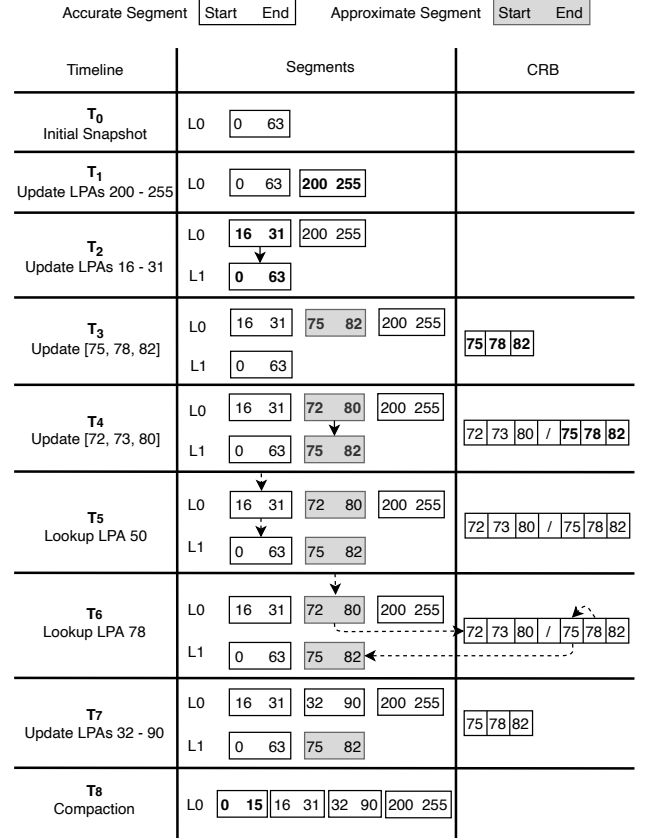 Accurate Segment Start End Approximate Segment Start End
Timeline Segments CRB
T0
Initial Snapshot
L0 0 63
T1
Update LPAs 200 - 255
L0 0 63 200 255
T2
Update LPAs 16 - 31
L0 16 31 200 255
L1 0 63
T3
Update [75, 78, 82]
L0 16 31 75 82 200 255
L1 0 63
75 78 82
T4
Update [72, 73, 80]
L0 16 31 72 80 200 255
L1 0 63 75 82
72 73 80 / 75 78 82
T5
Lookup LPA 50
L0 16 31 72 80 200 255
L1 0 63 75 82
72 73 80 / 75 78 82
T6
Lookup LPA 78
L0 16 31 72 80 200 255
L1 0 63 75 82
72 73 80 / 75 78 82
T7
Update LPAs 32 - 90
L0 16 31 32 90 200 255
L1 0 63 75 82
75 78 82
T8
Compaction
L0 0 15 16 31 32 90 200 255